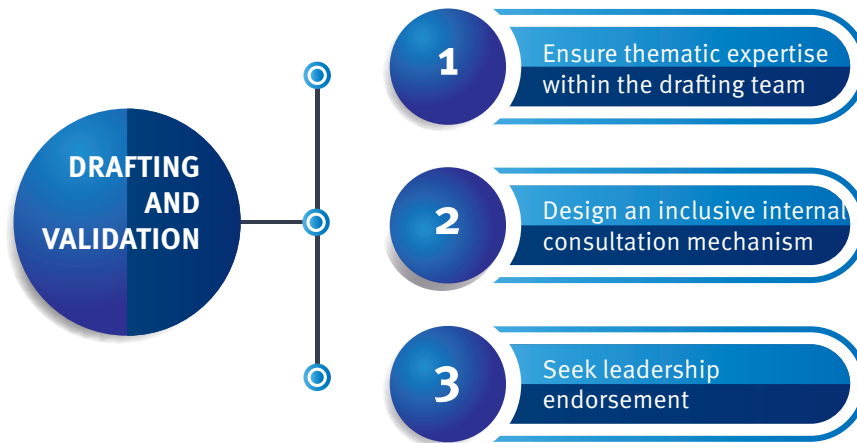 DRAFTING
AND
VALIDATION
1
Ensure thematic expertise
within the drafting team
2
Design an inclusive internal
consultation mechanism
3
Seek leadership
endorsement